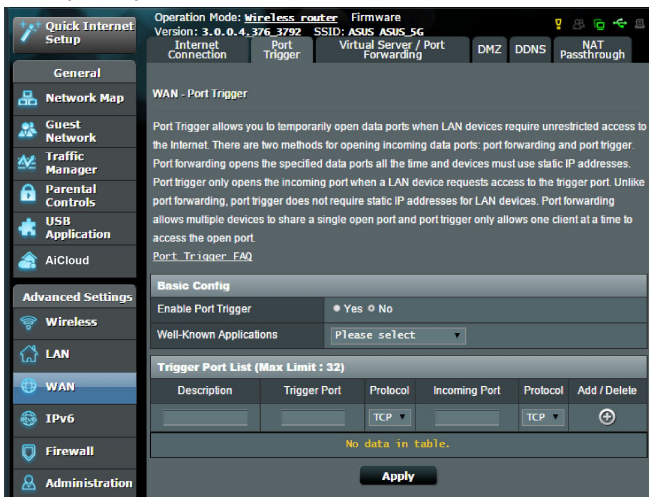 Quick Internet
Setup
General
Network Map
Guest
Network
Traffic
Manager
Parental
Controls
USB
Application
AiCloud
Advanced Settings
Wireless
LAN
WAN
IPv6
Firewall
Administration
Operation Mode: Wireless router Firmware
Version: 3.0.0.4.376_3792 SSID: ASUS ASUS_5G
Internet
Connection
Port
Trigger
Virtual Server / Port
Forwarding
DMZ
DDNS
NAT
Passthrough
WAN - Port Trigger
Port Trigger allows you to temporarily open data ports when LAN devices require unrestricted access to
the Internet. There are two methods for opening incoming data ports: port forwarding and port trigger.
Port forwarding opens the specified data ports all the time and devices must use static IP addresses.
Port trigger only opens the incoming port when a LAN device requests access to the trigger port. Unlike
port forwarding, port trigger does not require static IP addresses for LAN devices. Port forwarding
allows multiple devices to share a single open port and port trigger only allows one client at a time to
access the open port.
Port Trigger FAQ
Basic Config
Enable Port Trigger Yes No
Well-Known Applications Please select
Trigger Port List (Max Limit : 32)
Description Trigger Port Protocol Incoming Port Protocol Add / Delete
TCP TCP
No data in table.
Apply